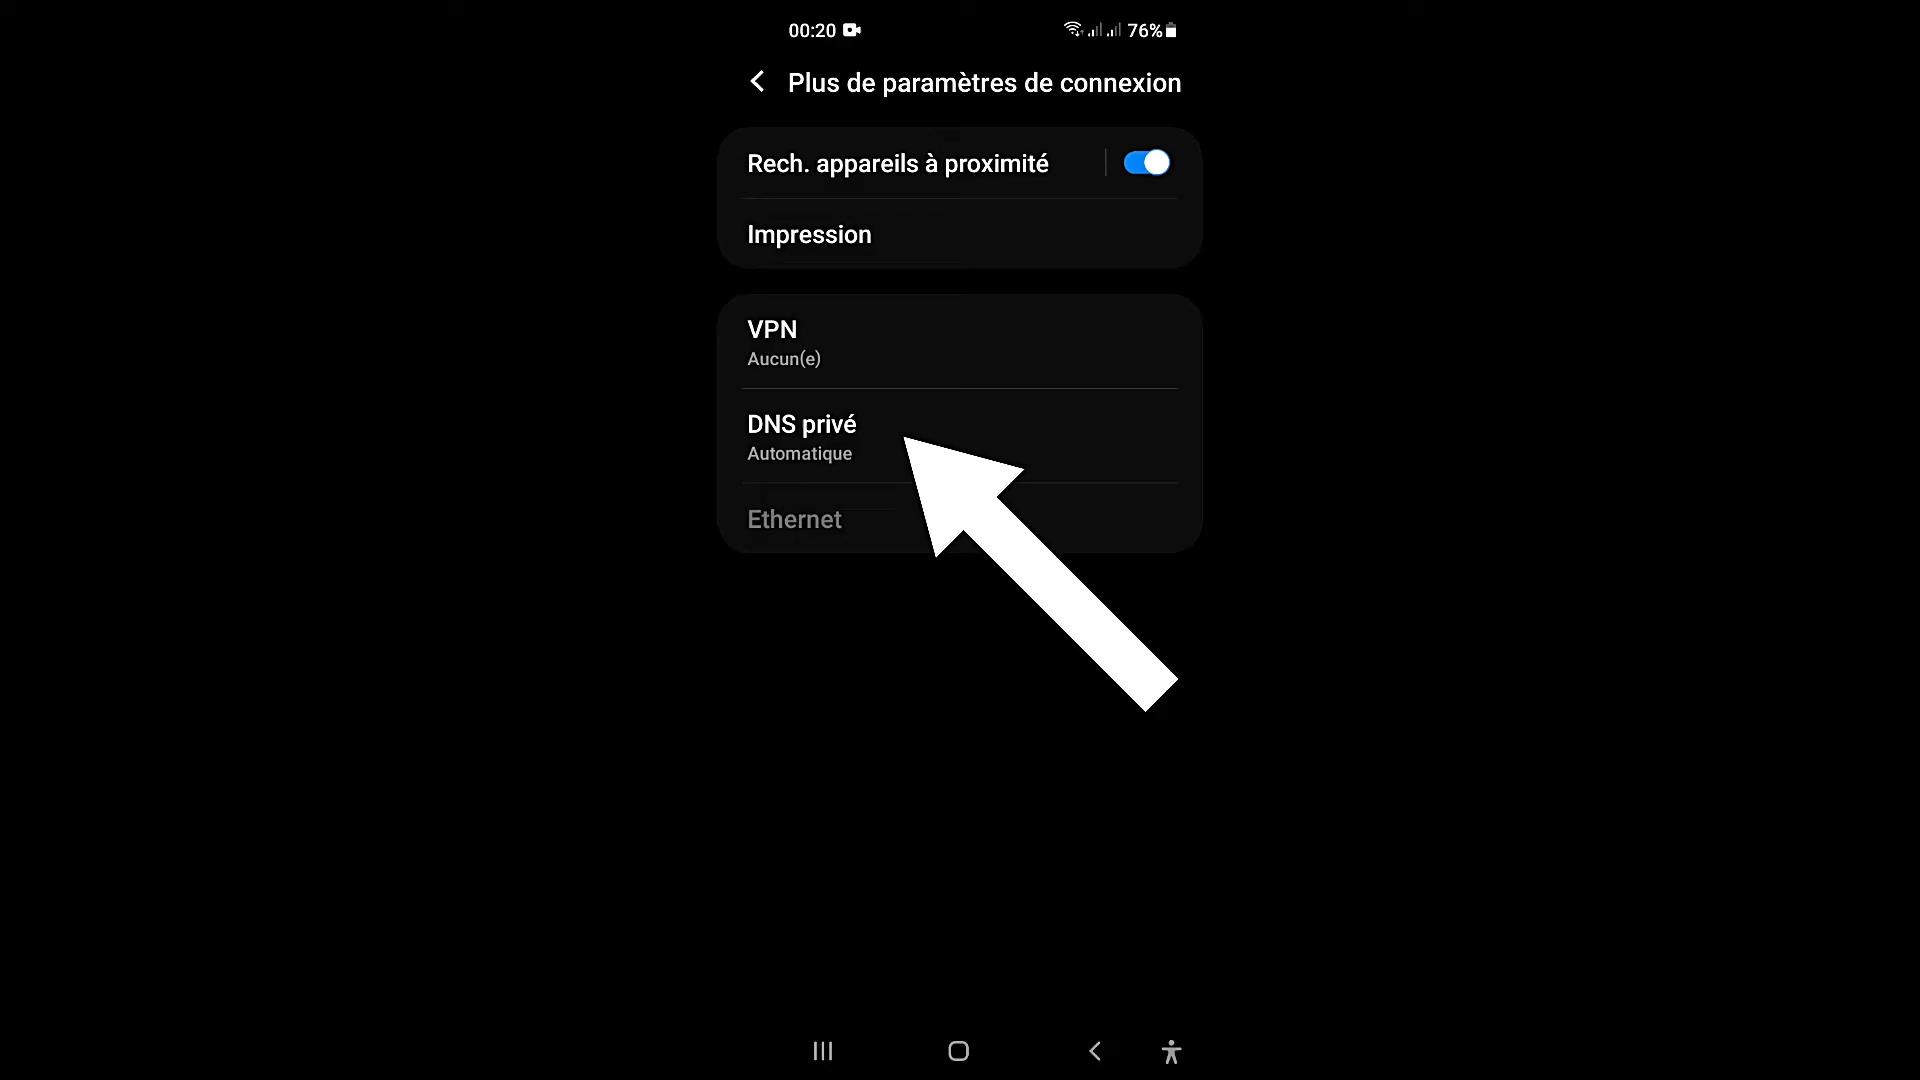 00:20 76%
Plus de paramètres de connexion
Rech. appareils à proximité
Impression
VPN
Aucun(e)
DNS privé
Automatique
Ethernet